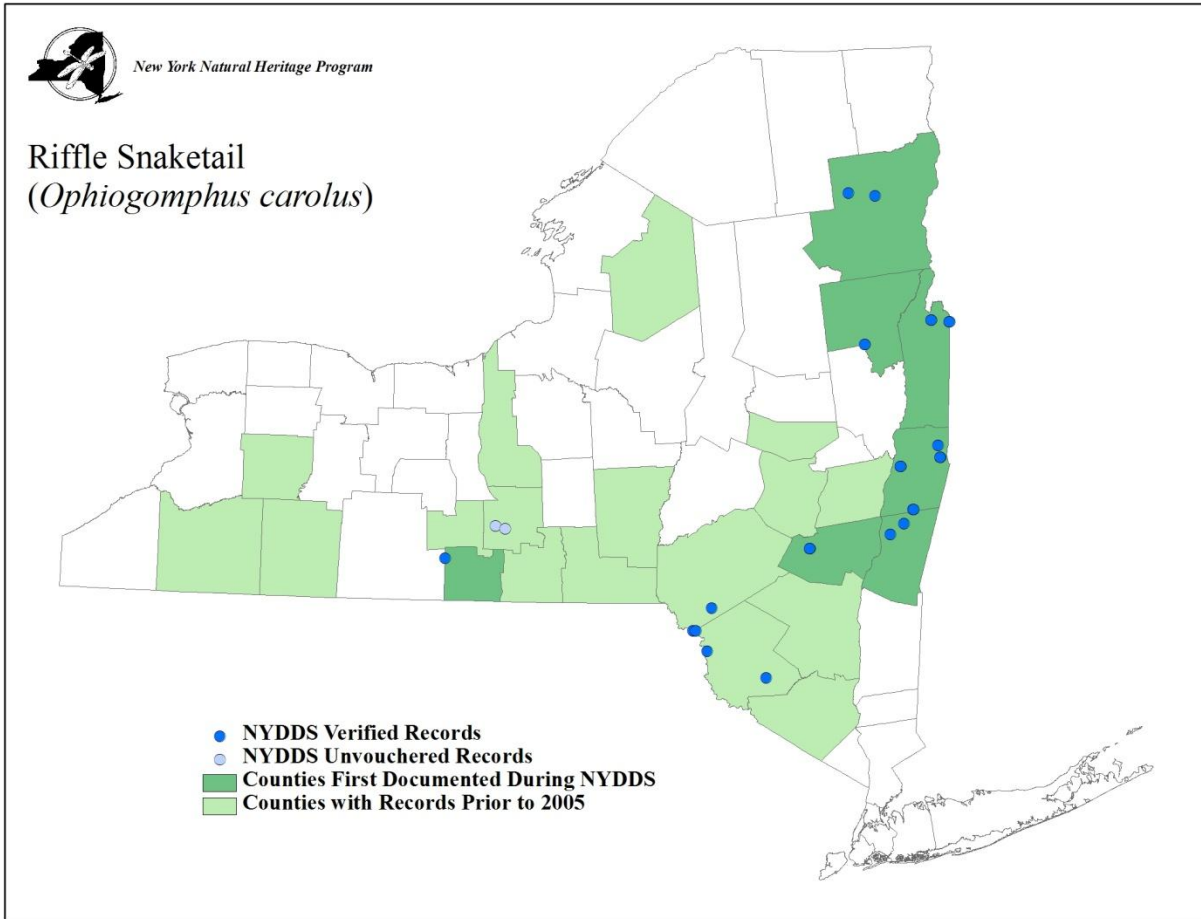 New York Natural Heritage Program
Riffle Snaketail
(Ophiogomphus carolus)
NYDDS Verified Records
NYDDS Unvouchered Records
Counties First Documented During NYDDS
Counties with Records Prior to 2005